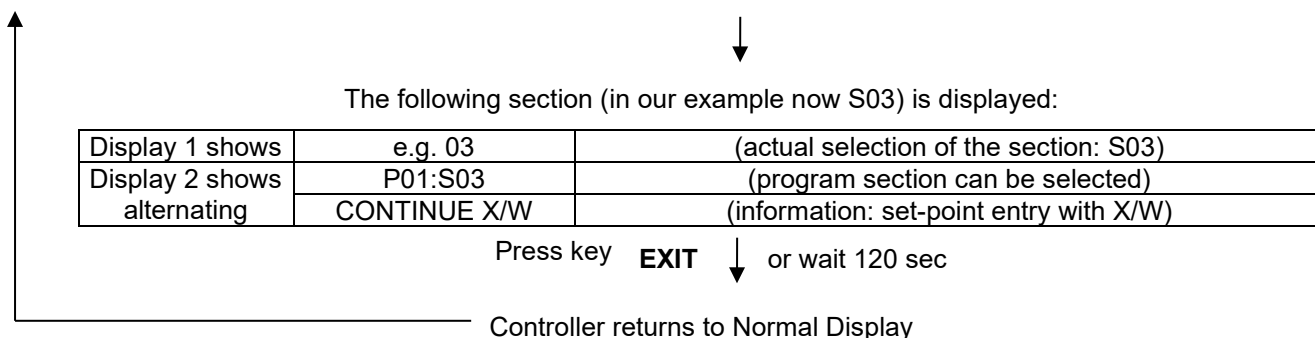 The following section (in our example now S03) is displayed:
Display 1 shows e.g. 03 (actual selection of the section: S03)
Display 2 shows alternating P01:S03 (program section can be selected)
CONTINUE X/W (information: set-point entry with X/W)
Press key EXIT or wait 120 sec
Controller returns to Normal Display